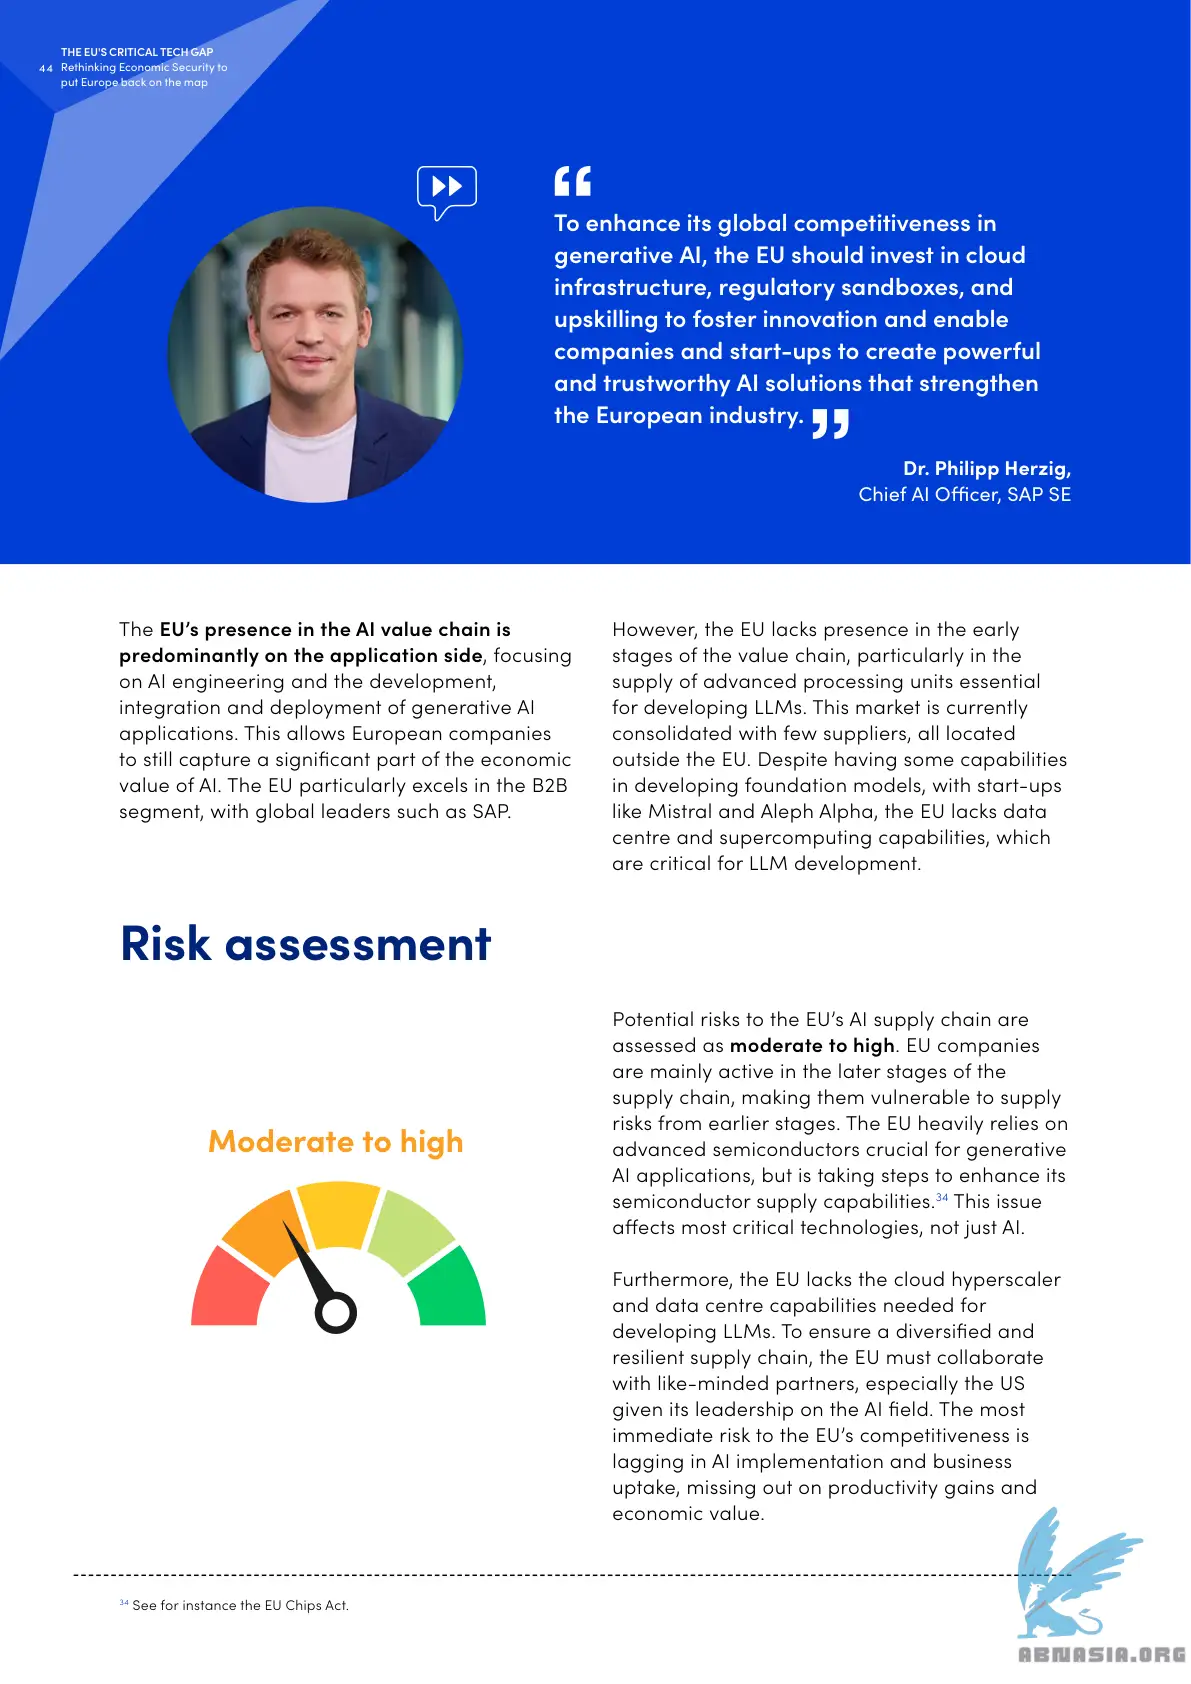 THE EU'S CRITICAL TECH GAP
44 Rethinking Economic Security to
put Europe back on the map
“
To enhance its global competitiveness in
generative AI, the EU should invest in cloud
infrastructure, regulatory sandboxes, and
upskilling to foster innovation and enable
companies and start-ups to create powerful
and trustworthy AI solutions that strengthen
the European industry. ”
Dr. Philipp Herzig,
Chief AI Officer, SAP SE
The EU’s presence in the AI value chain is
predominantly on the application side, focusing
on AI engineering and the development,
integration and deployment of generative AI
applications. This allows European companies
to still capture a significant part of the economic
value of AI. The EU particularly excels in the B2B
segment, with global leaders such as SAP.
However, the EU lacks presence in the early
stages of the value chain, particularly in the
supply of advanced processing units essential
for developing LLMs. This market is currently
consolidated with few suppliers, all located
outside the EU. Despite having some capabilities
in developing foundation models, with start-ups
like Mistral and Aleph Alpha, the EU lacks data
centre and supercomputing capabilities, which
are critical for LLM development.
Risk assessment
Moderate to high
Potential risks to the EU’s AI supply chain are
assessed as moderate to high. EU companies
are mainly active in the later stages of the
supply chain, making them vulnerable to supply
risks from earlier stages. The EU heavily relies on
advanced semiconductors crucial for generative
AI applications, but is taking steps to enhance its
semiconductor supply capabilities.34 This issue
affects most critical technologies, not just AI.
Furthermore, the EU lacks the cloud hyperscaler
and data centre capabilities needed for
developing LLMs. To ensure a diversified and
resilient supply chain, the EU must collaborate
with like-minded partners, especially the US
given its leadership on the AI field. The most
immediate risk to the EU’s competitiveness is
lagging in AI implementation and business
uptake, missing out on productivity gains and
economic value.
34 See for instance the EU Chips Act.
ABNASIA.ORG